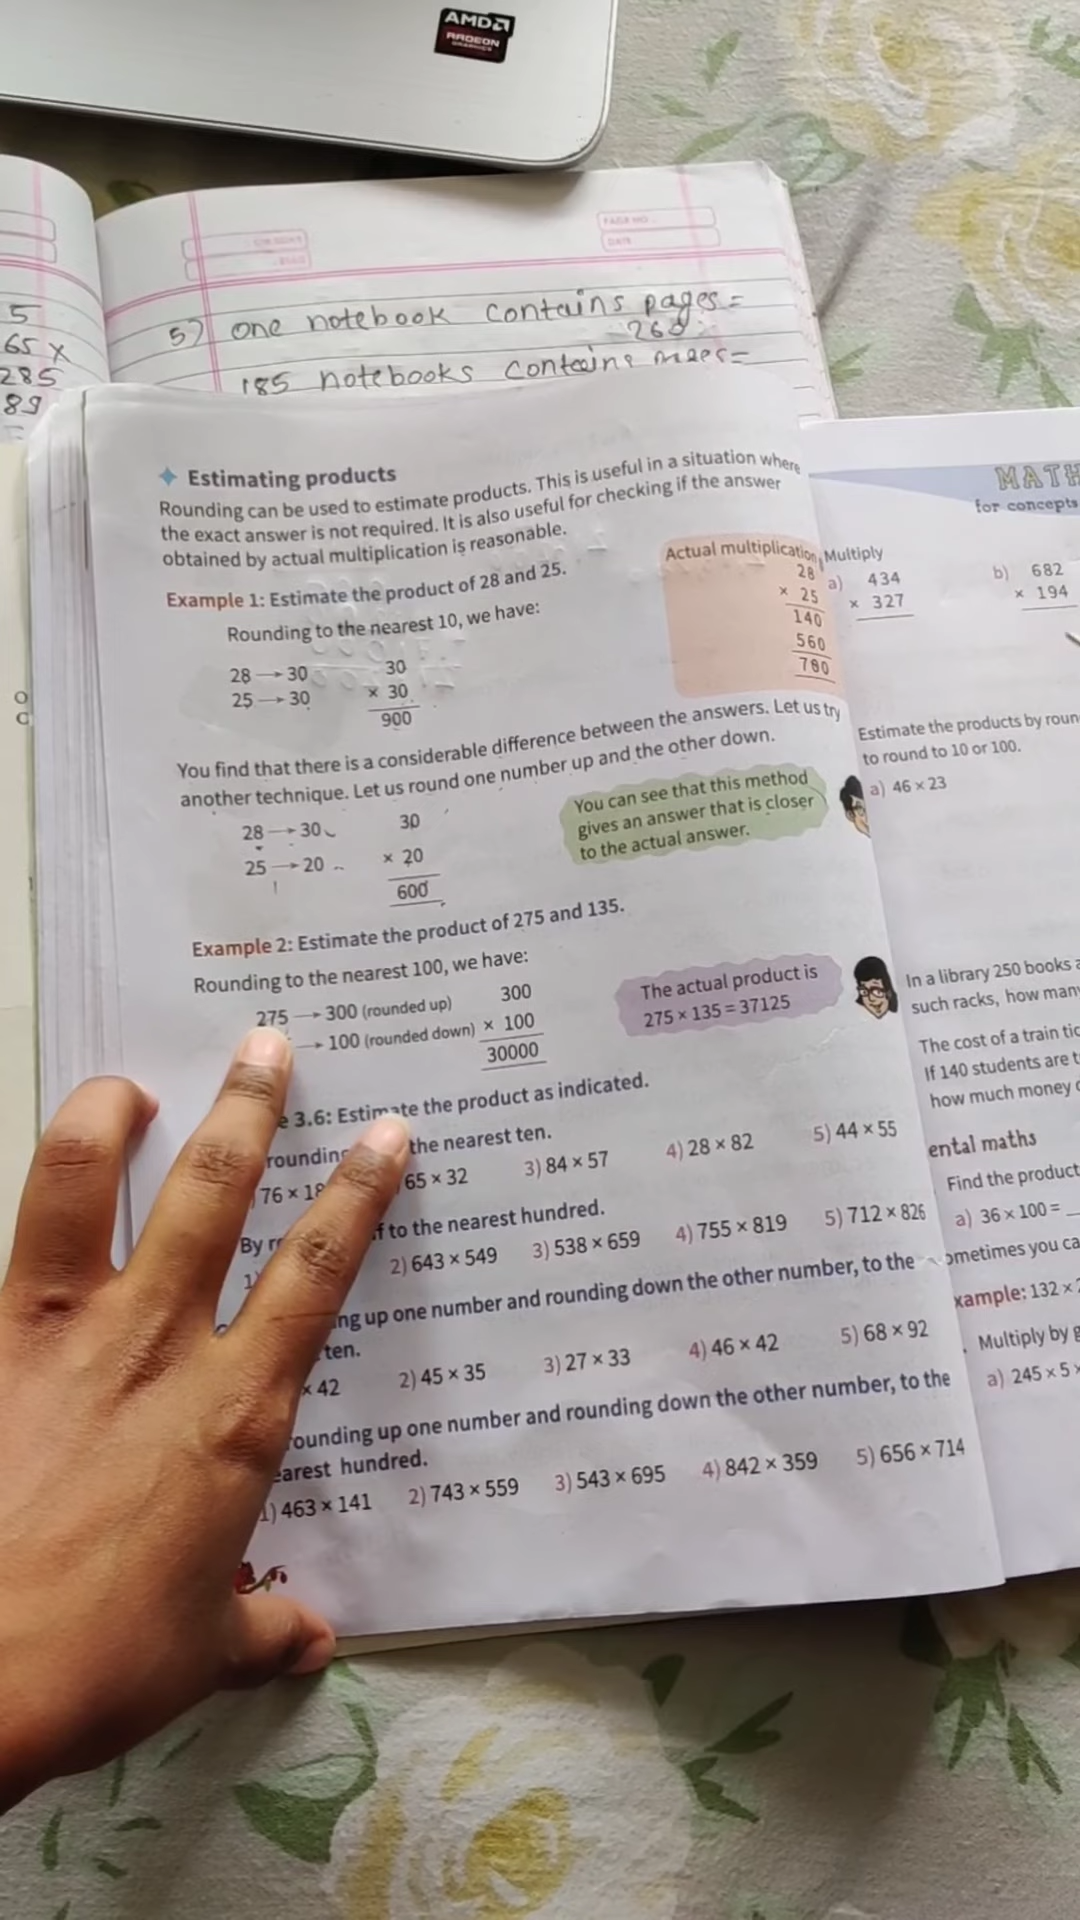 AMD
RADEON
GRAPHICS
PAGE NO
DATE
5
65 x
285
89
5) one notebook contains pages =
260
185 notebooks contains
Estimating products
Rounding can be used to estimate products. This is useful in a situation where
the exact answer is not required. It is also useful for checking if the answer
obtained by actual multiplication is reasonable.
Example 1: Estimate the product of 28 and 25.
Rounding to the nearest 10, we have:
28 → 30
25 → 30
30
× 30
900
Actual multiplication
28
× 25
140
560
780
You find that there is a considerable difference between the answers. Let us try
another technique. Let us round one number up and the other down.
28 → 30
25 → 20
30
× 20
600
You can see that this method
gives an answer that is closer
to the actual answer.
Example 2: Estimate the product of 275 and 135.
Rounding to the nearest 100, we have:
275 → 300 (rounded up)
→ 100 (rounded down)
300
× 100
30000
The actual product is
275 × 135 = 37125
e 3.6: Estimate the product as indicated.
rounding the nearest ten.
76 × 18 65 × 32 3) 84 × 57 4) 28 × 82 5) 44 × 55
By to the nearest hundred.
1) 2) 643 × 549 3) 538 × 659 4) 755 × 819 5) 712 × 826
ng up one number and rounding down the other number, to the
ten.
× 42 2) 45 × 35 3) 27 × 33 4) 46 × 42 5) 68 × 92
rounding up one number and rounding down the other number, to the
earest hundred.
1) 463 × 141 2) 743 × 559 3) 543 × 695 4) 842 × 359 5) 656 × 714
MATH
for concepts
Multiply
a) 434
× 327
b) 682
× 194
Estimate the products by roun
to round to 10 or 100.
a) 46 × 23
In a library 250 books a
such racks, how man
The cost of a train tic
If 140 students are t
how much money
ental maths
Find the product
a) 36 × 100 =
ometimes you ca
xample: 132 ×
Multiply by g
a) 245 × 5 ×